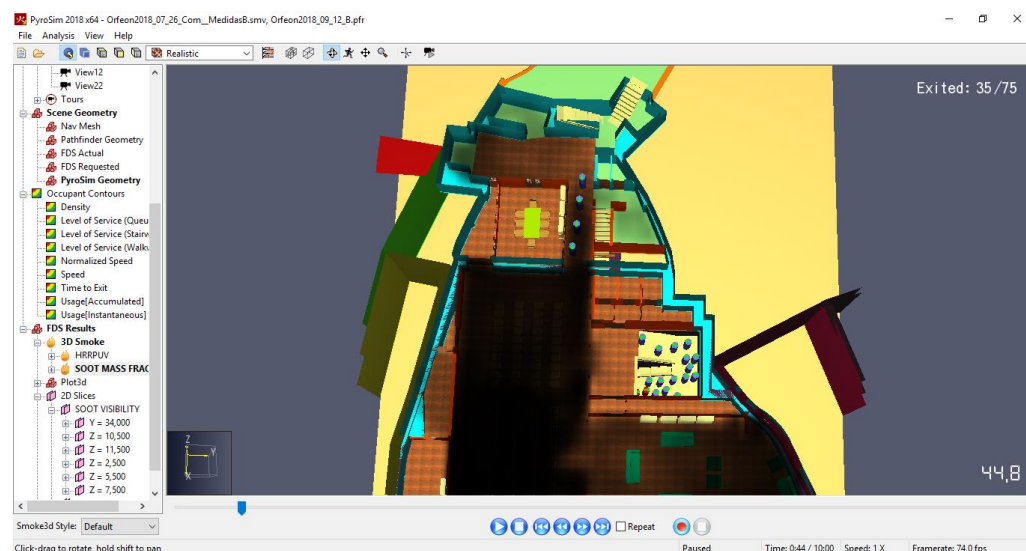 PyroSim 2018 x64 - Orfeon2018_07_26_Com__MedidasB.smv, Orfeon2018_09_12_B.pfr
File Analysis View Help
Realistic
View12
View22
Tours
Scene Geometry
Nav Mesh
Pathfinder Geometry
FDS Actual
FDS Requested
PyroSim Geometry
Occupant Contours
Density
Level of Service (Queu
Level of Service (Stairw
Level of Service (Walkw
Normalized Speed
Speed
Time to Exit
Usage[Accumulated]
Usage[Instantaneous]
FDS Results
3D Smoke
HRRPUV
SOOT MASS FRAC
Plot3d
2D Slices
SOOT VISIBILITY
Y = 34,000
Z = 10,500
Z = 11,500
Z = 2,500
Z = 5,500
Z = 7,500
Exited: 35/75
Z
Y
X
44,8
Smoke3d Style: Default
Repeat
Click-drag to rotate, hold shift to pan
Paused
Time: 0:44 / 10:00
Speed: 1 X
Framerate: 74.0 fps